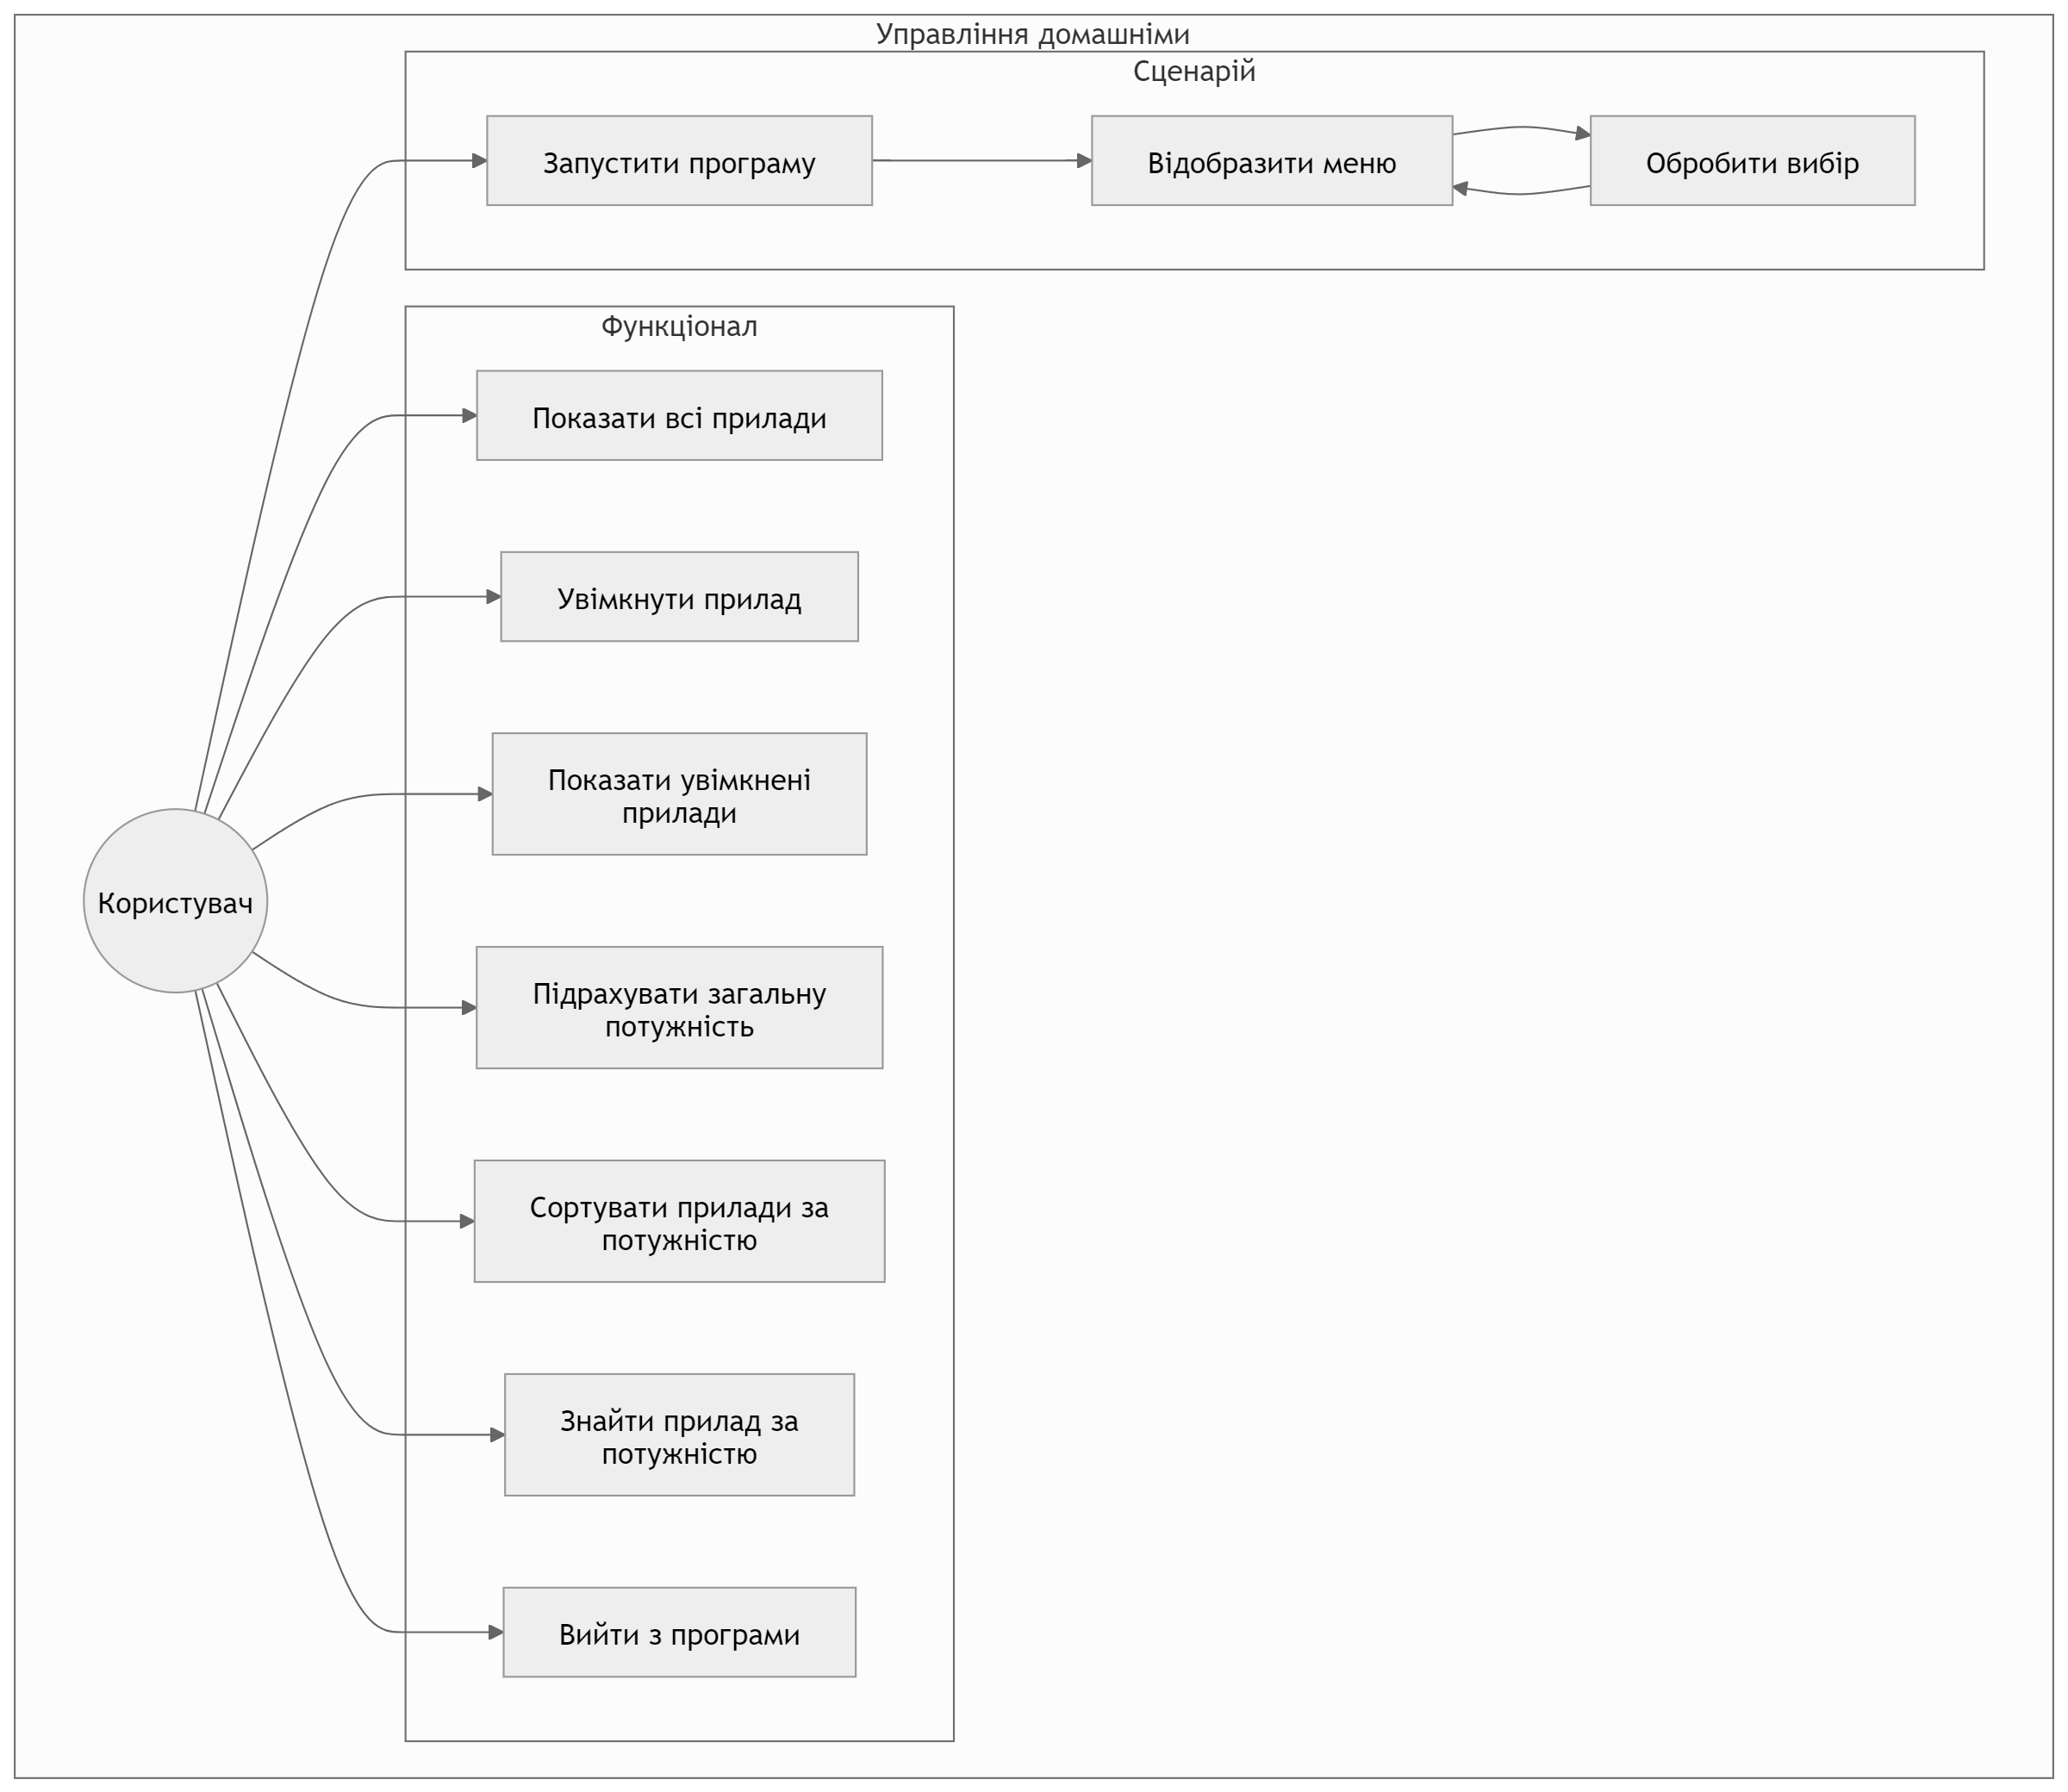 Управління домашніми
Сценарій
Запустити програму
Відобразити меню
Обробити вибір
Функціонал
Показати всі прилади
Увімкнути прилад
Показати увімкнені
прилади
Користувач
Підрахувати загальну
потужність
Сортувати прилади за
потужністю
Знайти прилад за
потужністю
Вийти з програми